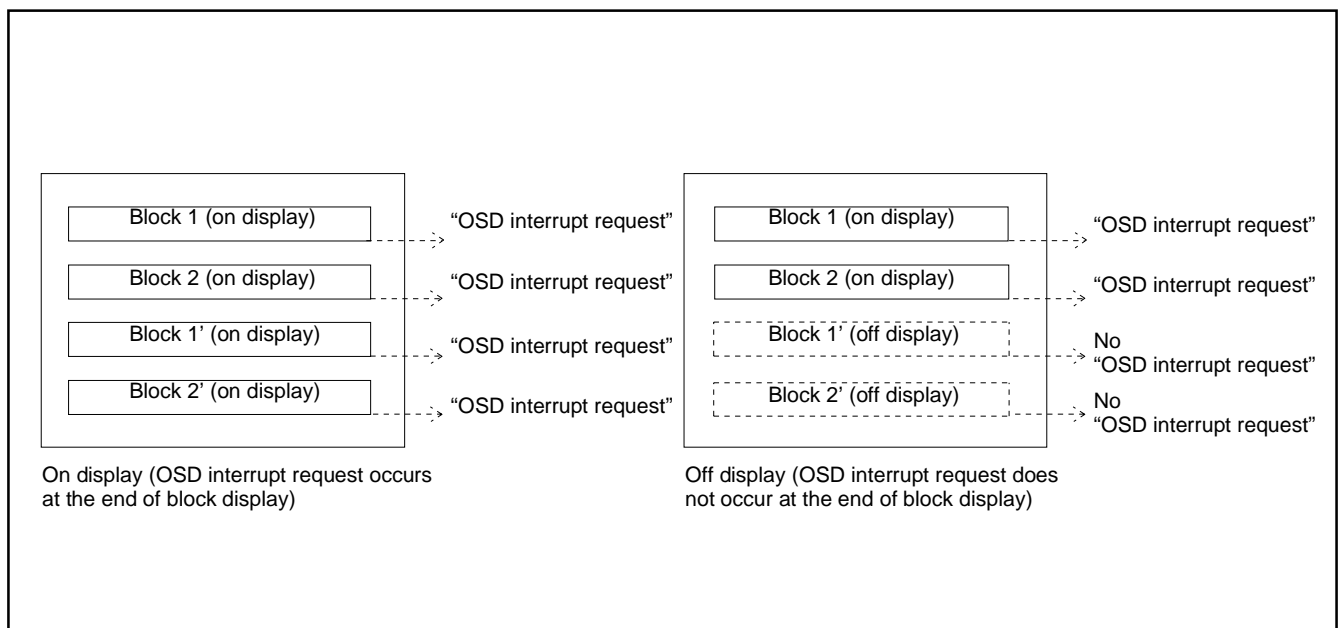 Block 1 (on display)
“OSD interrupt request”
Block 2 (on display)
“OSD interrupt request”
Block 1’ (on display)
“OSD interrupt request”
Block 2’ (on display)
“OSD interrupt request”
On display (OSD interrupt request occurs
at the end of block display)
Block 1 (on display)
“OSD interrupt request”
Block 2 (on display)
“OSD interrupt request”
Block 1’ (off display)
No
“OSD interrupt request”
Block 2’ (off display)
No
“OSD interrupt request”
Off display (OSD interrupt request does
not occur at the end of block display)